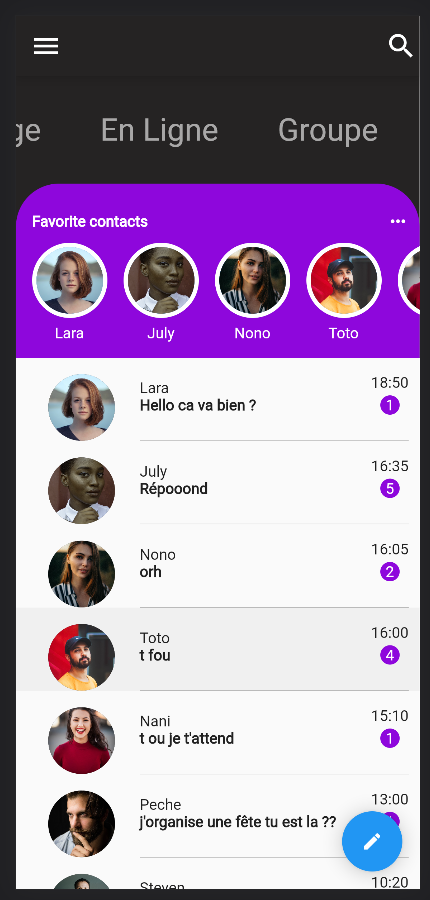 ge
En Ligne
Groupe
Favorite contacts
Lara
July
Nono
Toto
Lara
18:50
Hello ca va bien ?
1
July
16:35
Répooond
5
Nono
16:05
orh
2
Toto
16:00
t fou
4
Nani
15:10
t ou je t'attend
1
Peche
13:00
j'organise une fête tu est la ??
Steven
10:20